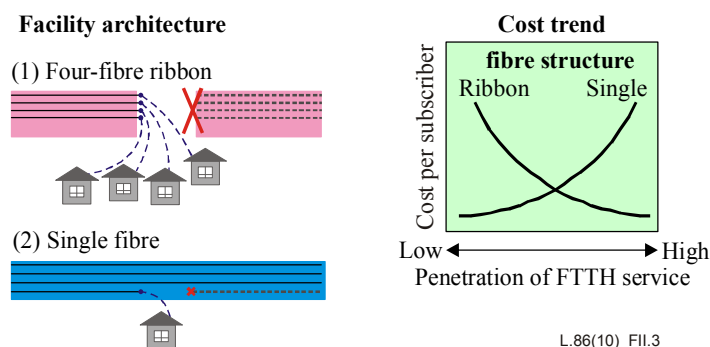 Facility architecture
(1) Four-fibre ribbon
(2) Single fibre
Cost trend
fibre structure
Ribbon Single
Cost per subscriber
Low High
Penetration of FTTH service
L.86(10)_FII.3